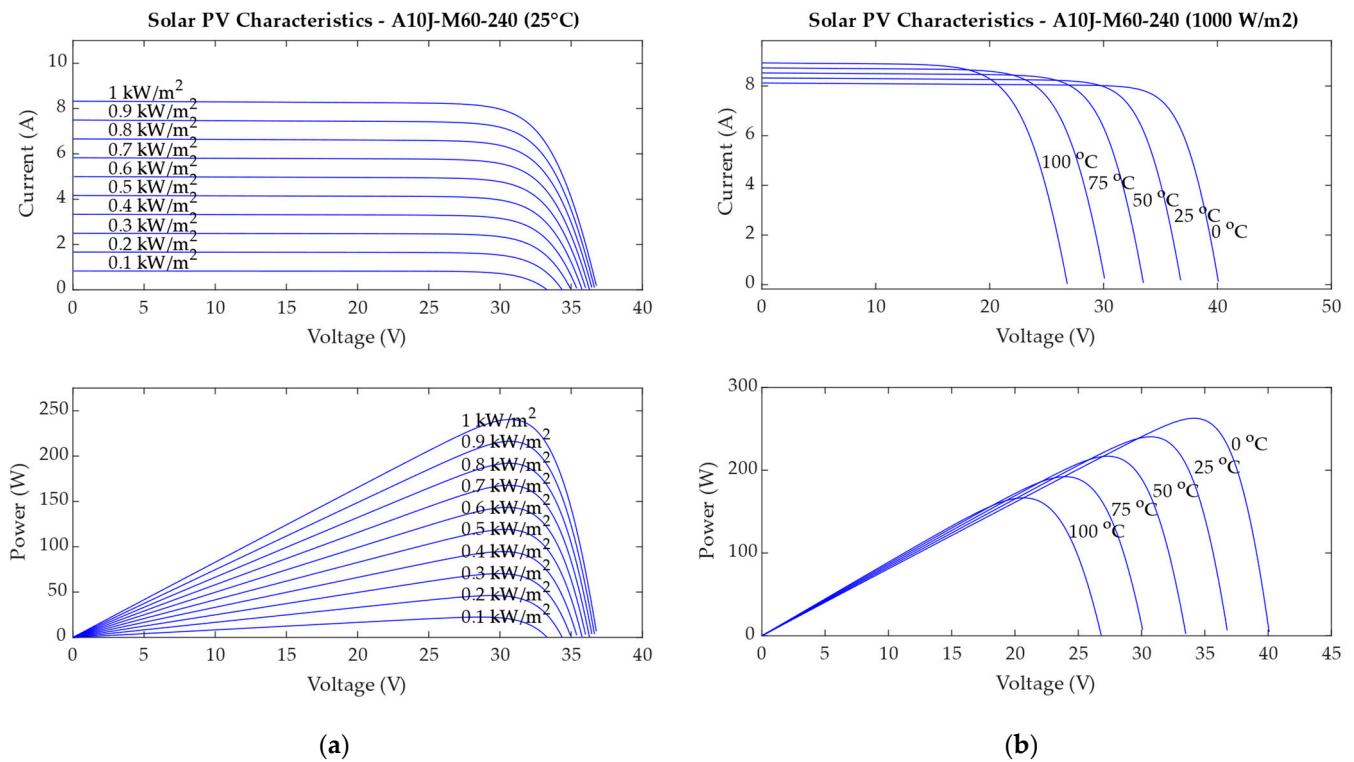 Solar PV Characteristics - A10J-M60-240 (25°C)
10
8
6
4
2
0
Current (A)
1 kW/m²
0.9 kW/m²
0.8 kW/m²
0.7 kW/m²
0.6 kW/m²
0.5 kW/m²
0.4 kW/m²
0.3 kW/m²
0.2 kW/m²
0.1 kW/m²
0 5 10 15 20 25 30 35 40
Voltage (V)
250
200
150
100
50
0
Power (W)
1 kW/m²
0.9 kW/m²
0.8 kW/m²
0.7 kW/m²
0.6 kW/m²
0.5 kW/m²
0.4 kW/m²
0.3 kW/m²
0.2 kW/m²
0.1 kW/m²
0 5 10 15 20 25 30 35 40
Voltage (V)
(a)
Solar PV Characteristics - A10J-M60-240 (1000 W/m2)
8
6
4
2
0
Current (A)
100 °C
75 °C
50 °C
25 °C
0 °C
0 10 20 30 40 50
Voltage (V)
300
200
100
0
Power (W)
0 °C
25 °C
50 °C
75 °C
100 °C
0 5 10 15 20 25 30 35 40 45
Voltage (V)
(b)